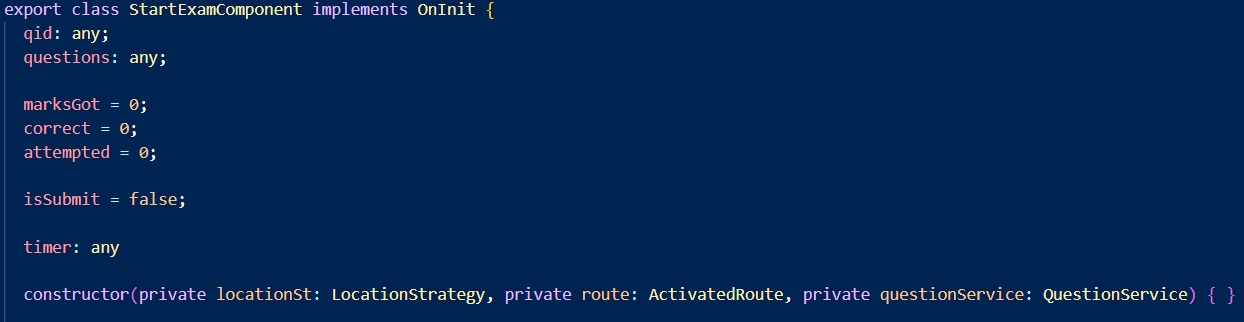 export class StartExamComponent implements OnInit {
qid: any;
questions: any;
marksGot = 0;
correct = 0;
attempted = 0;
isSubmit = false;
timer: any
constructor(private locationSt: LocationStrategy, private route: ActivatedRoute, private questionService: QuestionService) { }